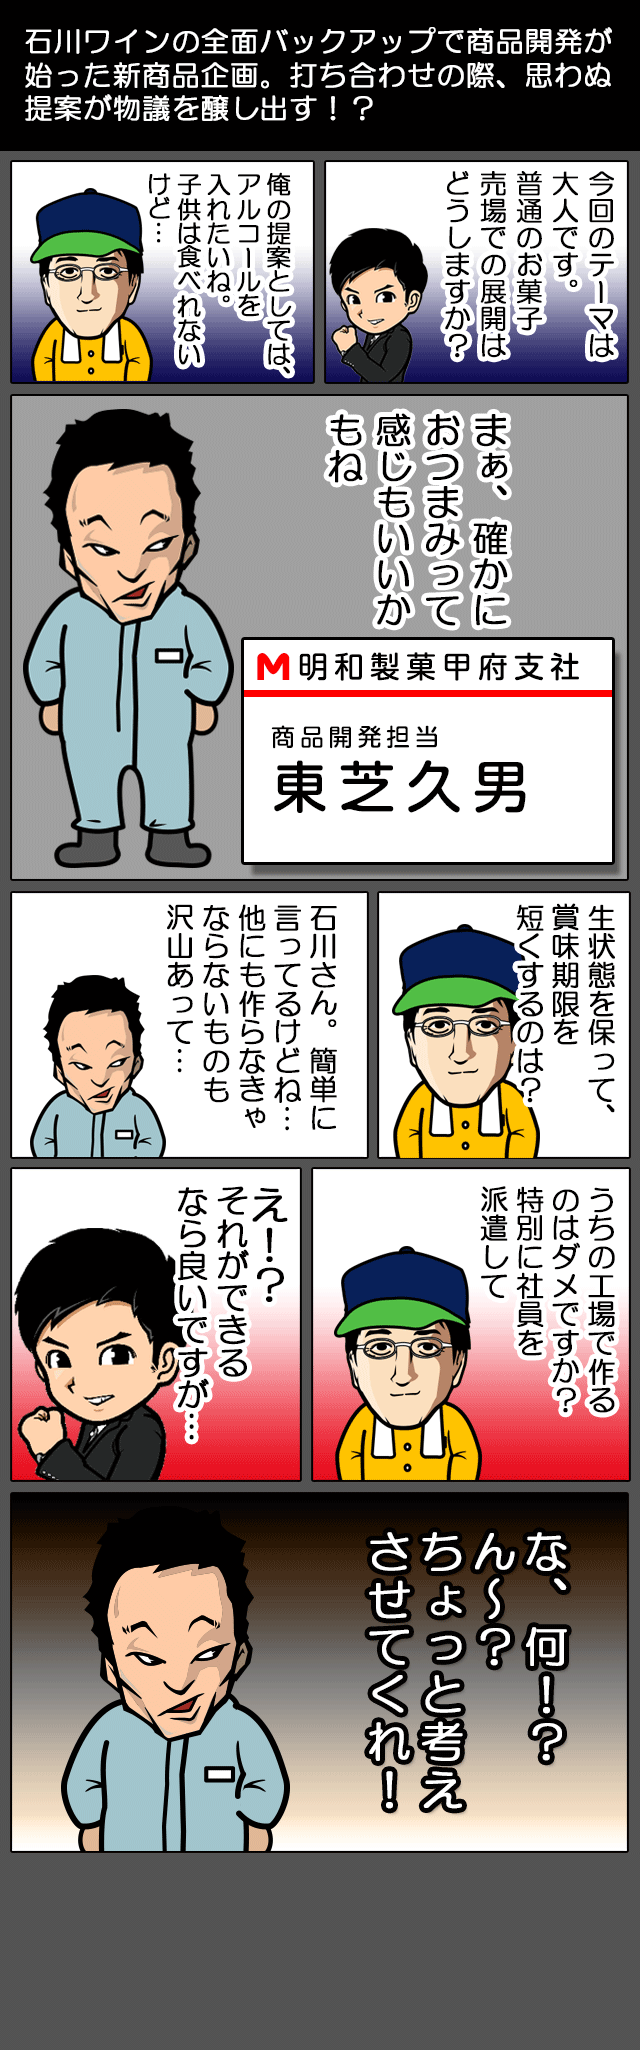 石川ワインの全面バックアップで商品開発が
始った新商品企画。打ち合わせの際、思わぬ
提案が物議を醸し出す！？
今回のテーマは
大人です。
普通のお菓子
売場での展開は
どうしますか？
俺の提案としては、
アルコールを
入れたいね。
子供は食べれない
けど…
まぁ、確かに
おつまみって
感じもいいか
もね
M 明和製菓甲府支社
商品開発担当
東芝久男
生状態を保って、
賞味期限を
短くするのは？
石川さん。簡単に
言ってるけどね…
他にも作らなきゃ
ならないものも
沢山あって…
うちの工場で作る
のはダメですか？
特別に社員を
派遣して
え！？
それができる
なら良いですが…
な、何！？
ん〜？
ちょっと考え
させてくれ！